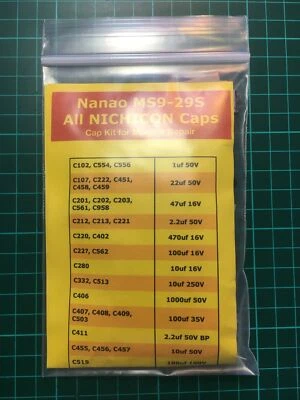 Nanao MS9-29S
All NICHICON Caps
Cap Kit for Repair
C102, C554, C556 1uf 50V
C107, C222, C451,
C458, C459 22uf 50V
C201, C202, C203,
C561, C958 47uf 16V
C212, C213, C221 2.2uf 50V
C220, C402 470uf 16V
C227, C562 100uf 16V
C280 10uf 16V
C332, C513 10uf 250V
C406 1000uf 50V
C407, C408, C409,
C503 100uf 35V
C411 2.2uf 50V BP
C455, C456, C457 10uf 50V
C515